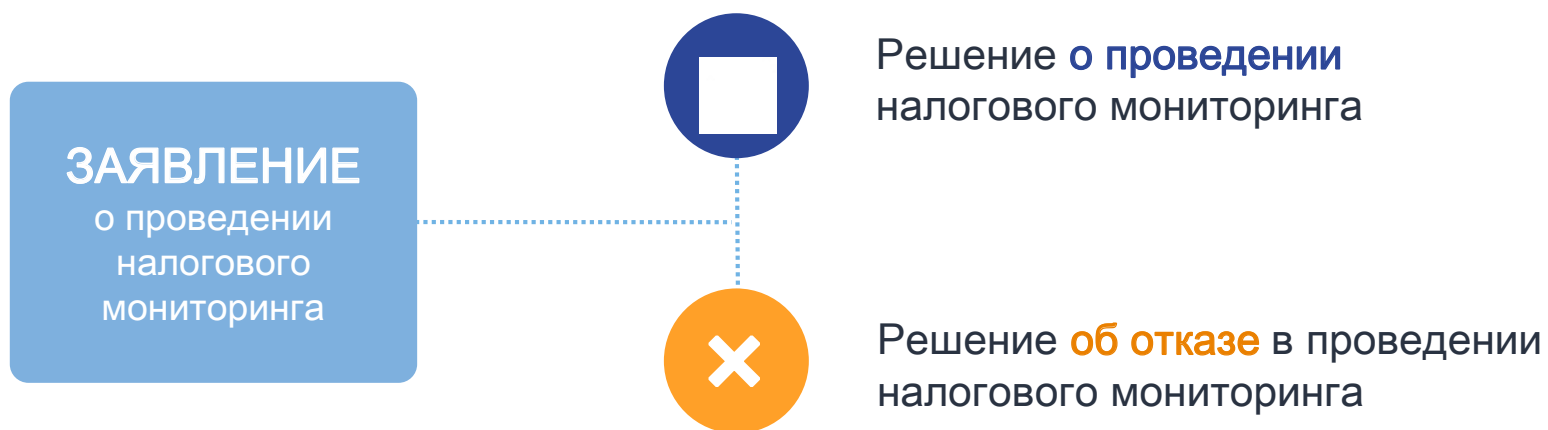 ЗАЯВЛЕНИЕ
о проведении
налогового
мониторинга
Решение о проведении
налогового мониторинга
Решение об отказе в проведении
налогового мониторинга